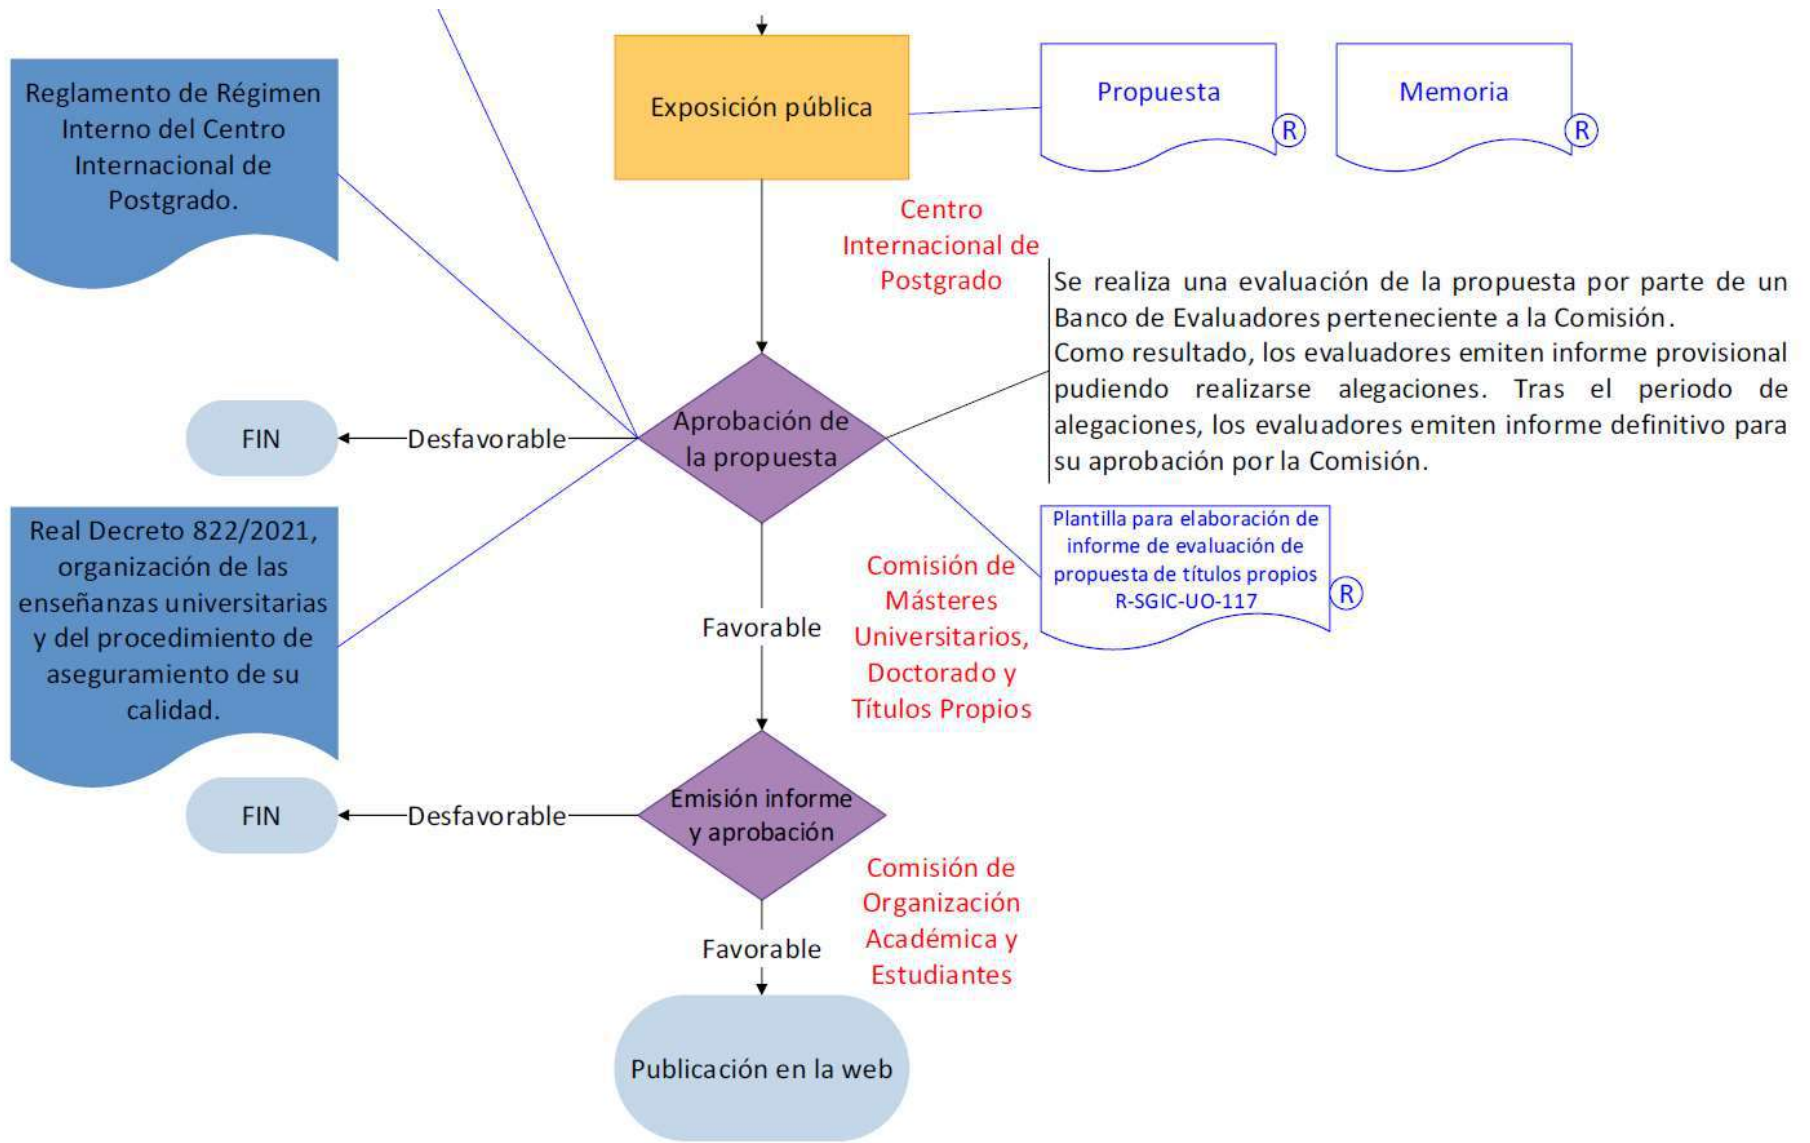 Reglamento de Régimen
Interno del Centro
Internacional de
Postgrado.
Exposición pública
Propuesta
R
Memoria
R
Centro
Internacional de
Postgrado
Se realiza una evaluación de la propuesta por parte de un
Banco de Evaluadores perteneciente a la Comisión.
Como resultado, los evaluadores emiten informe provisional
pudiendo realizarse alegaciones. Tras el periodo de
alegaciones, los evaluadores emiten informe definitivo para
su aprobación por la Comisión.
FIN
Desfavorable
Aprobación de
la propuesta
Real Decreto 822/2021,
organización de las
enseñanzas universitarias
y del procedimiento de
aseguramiento de su
calidad.
Plantilla para elaboración de
informe de evaluación de
propuesta de títulos propios
R-SGIC-UO-117
R
Favorable
Comisión de
Másteres
Universitarios,
Doctorado y
Títulos Propios
FIN
Desfavorable
Emisión informe
y aprobación
Comisión de
Organización
Académica y
Estudiantes
Favorable
Publicación en la web